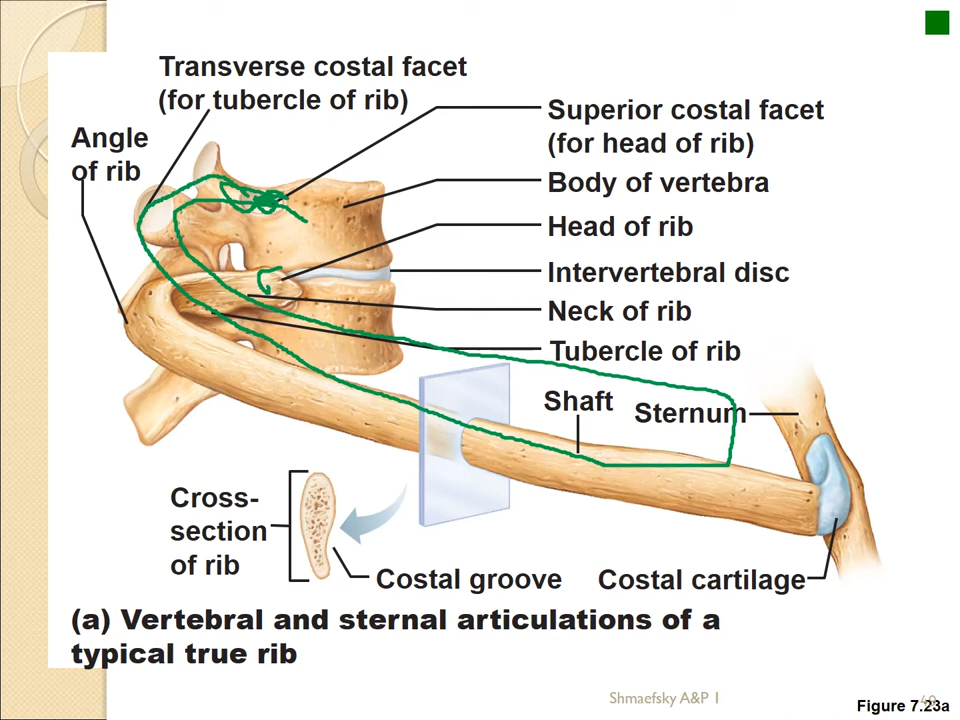 Transverse costal facet
(for tubercle of rib)
Angle
of rib
Superior costal facet
(for head of rib)
Body of vertebra
Head of rib
Intervertebral disc
Neck of rib
Tubercle of rib
Shaft
Sternum
Cross-
section
of rib
Costal groove
Costal cartilage
(a) Vertebral and sternal articulations of a
typical true rib
Shmaefsky A&P 1
Figure 7.23a